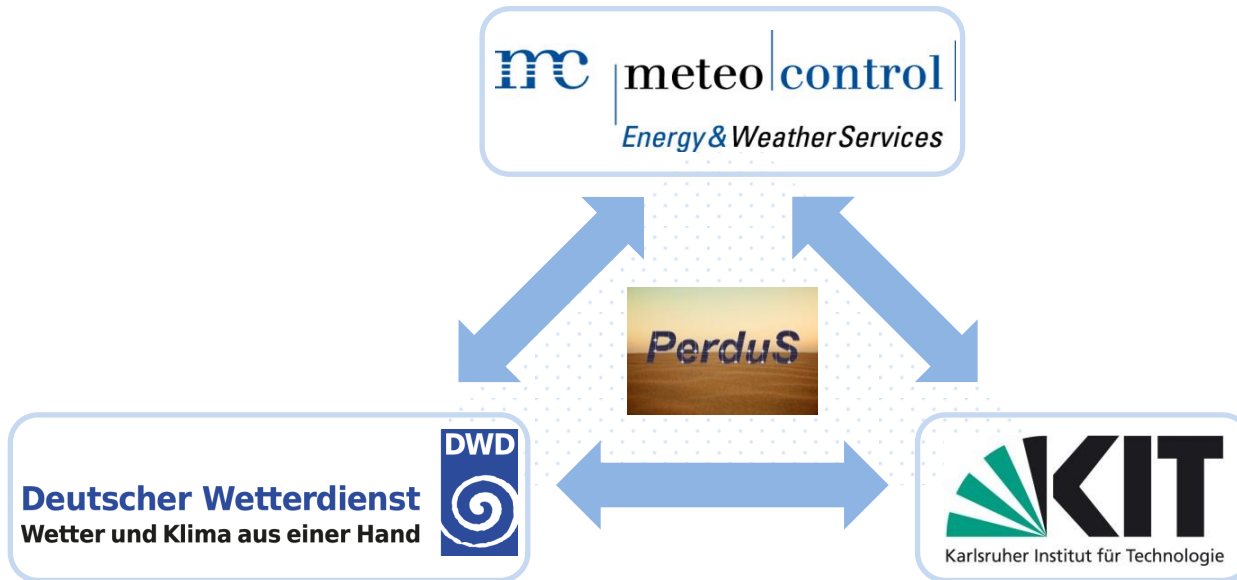 mc meteo control
Energy & Weather Services
PerduS
DWD
Deutscher Wetterdienst
Wetter und Klima aus einer Hand
KIT
Karlsruher Institut für Technologie